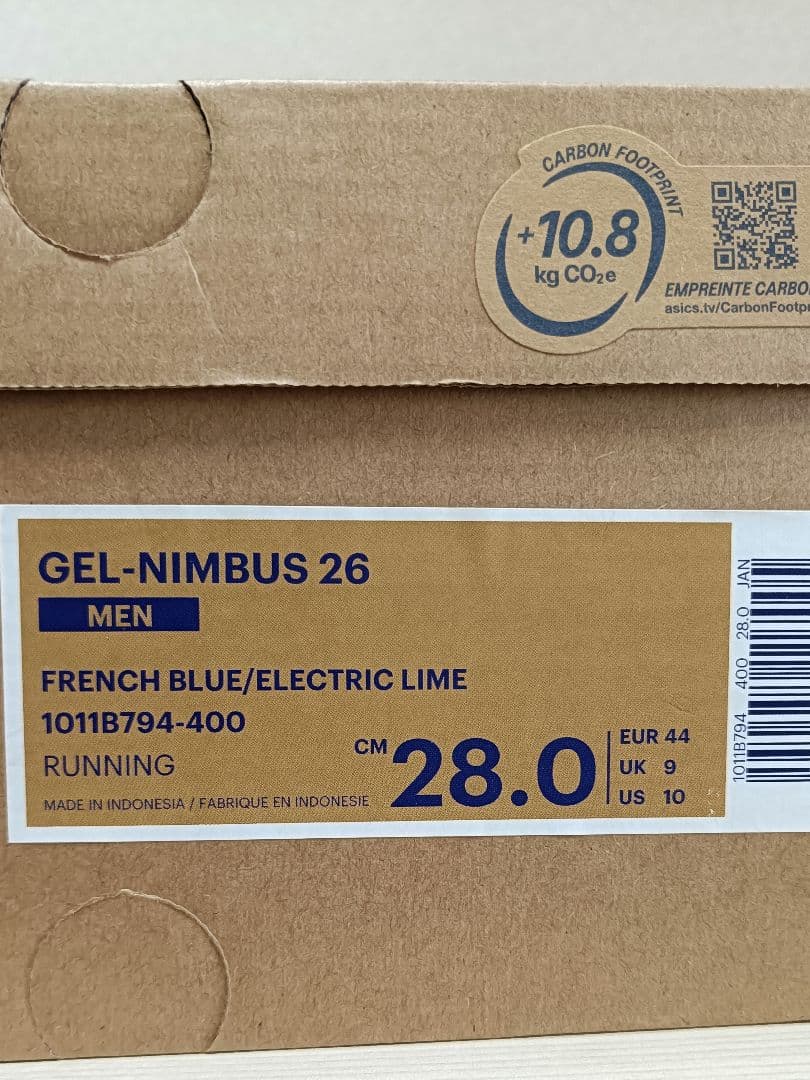 CARBON FOOTPRINT
+10.8
kg CO₂e
EMPREINTE
asics.tv/
GEL-NIMBUS 26
MEN
FRENCH BLUE/ELECTRIC LIME
1011B794-400
RUNNING
MADE IN INDONESIA / FABRIQUE EN INDONESIE
CM 28.0
EUR 44
UK 9
US 10
1011B794 400 28.0 JAN